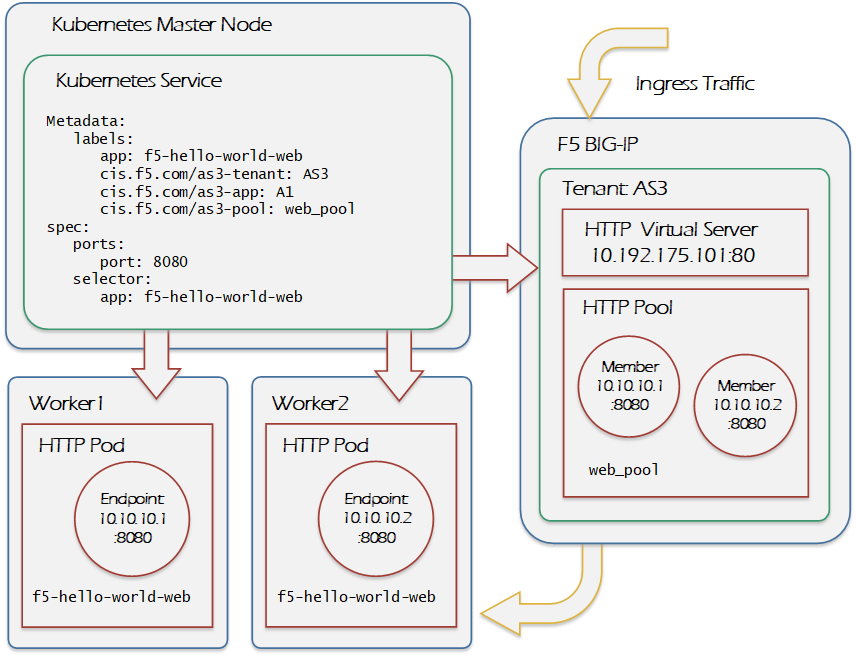 Kubernetes Master Node
Kubernetes Service
Metadata:
labels:
app: f5-hello-world-web
cis.f5.com/as3-tenant: AS3
cis.f5.com/as3-app: A1
cis.f5.com/as3-pool: web_pool
spec:
ports:
port: 8080
selector:
app: f5-hello-world-web
Ingress Traffic
F5 BIG-IP
Tenant: AS3
HTTP Virtual Server
10.192.175.101:80
HTTP Pool
Member
10.10.10.1
:8080
Member
10.10.10.2
:8080
web_pool
Worker1
HTTP Pod
Endpoint
10.10.10.1
:8080
f5-hello-world-web
Worker2
HTTP Pod
Endpoint
10.10.10.2
:8080
f5-hello-world-web